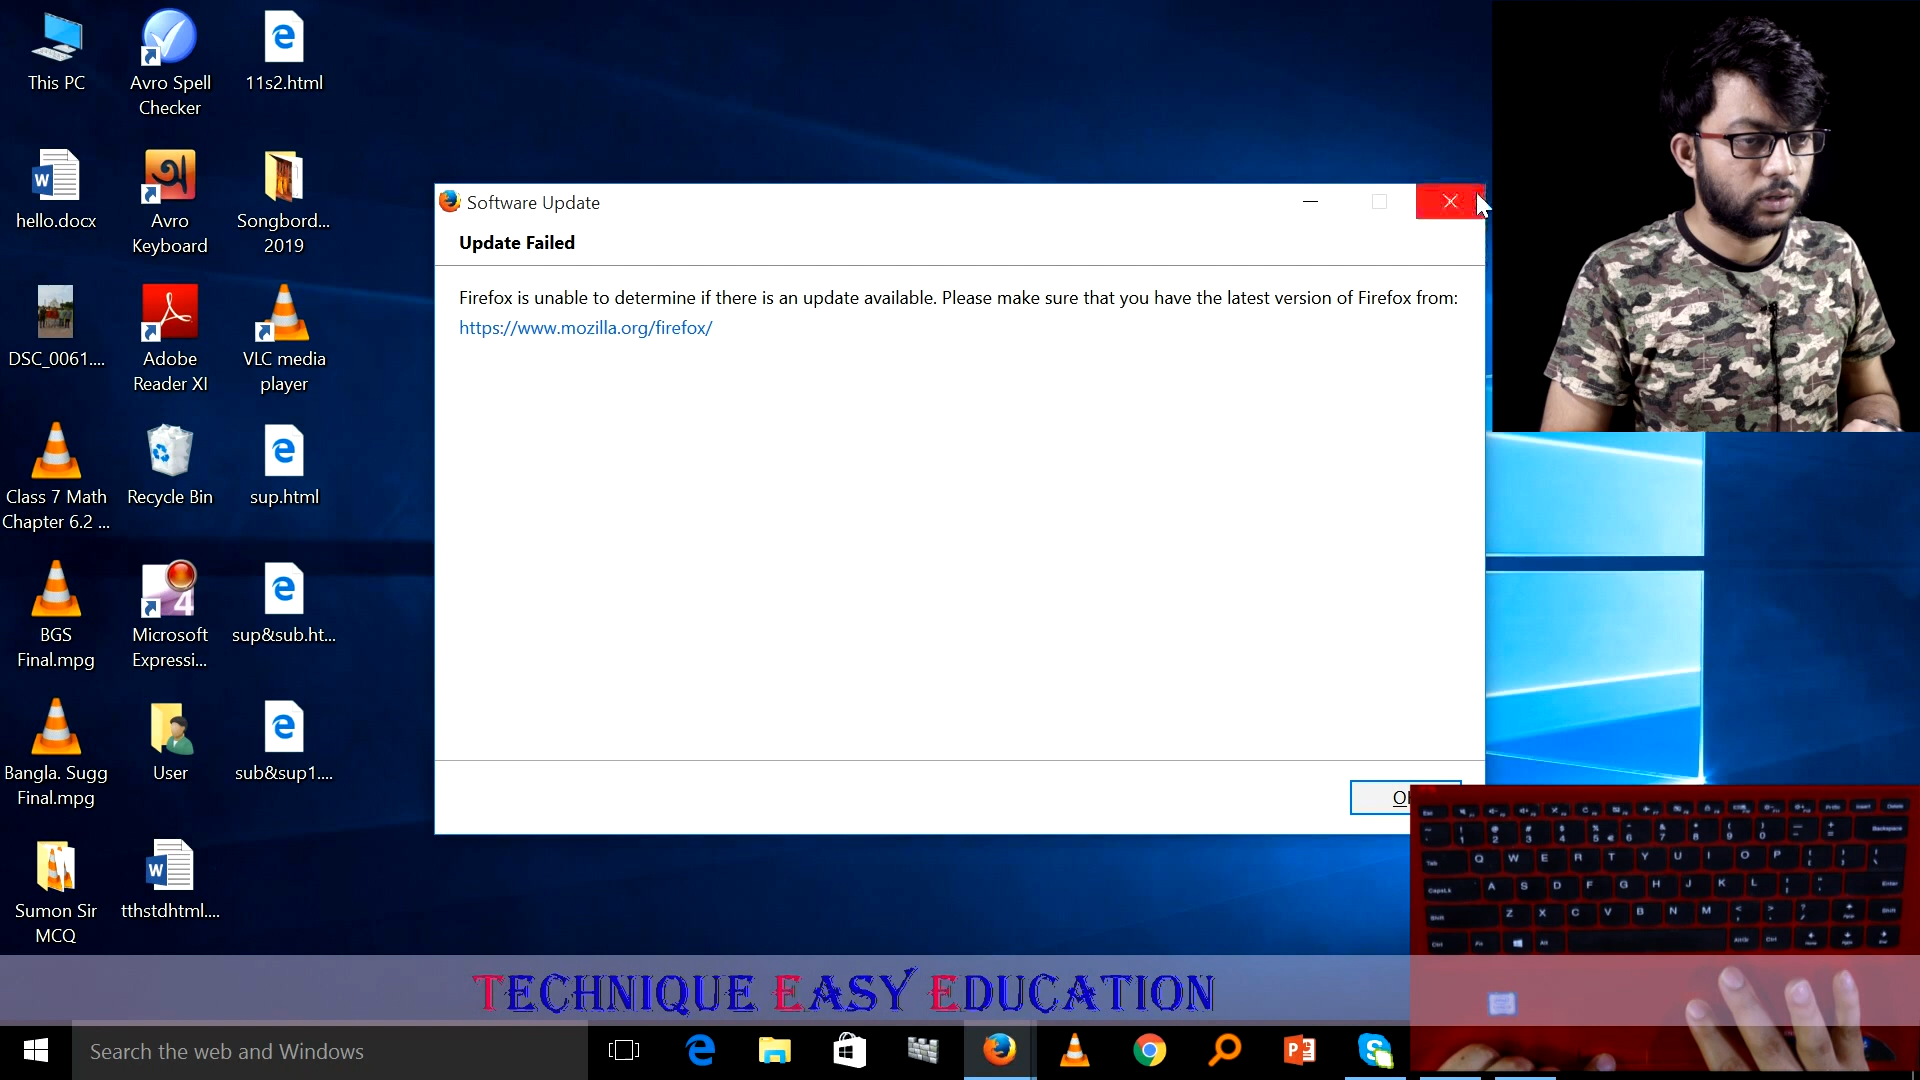 This PC
Avro Spell
Checker
11s2.html
hello.docx
Avro
Keyboard
Songbord...
2019
DSC_0061....
Adobe
Reader XI
VLC media
player
Class 7 Math
Chapter 6.2 ...
Recycle Bin
sup.html
BGS
Final.mpg
Microsoft
Expressi...
sup&sub.ht...
Bangla. Sugg
Final.mpg
User
sub&sup1....
Sumon Sir
MCQ
tthstdhtml....
Software Update
Update Failed
Firefox is unable to determine if there is an update available. Please make sure that you have the latest version of Firefox from:
https://www.mozilla.org/firefox/
TECHNIQUE EASY EDUCATION
Search the web and Windows
Q W E R T Y U I O P
A S D F G H J K L
Z X C V B N M